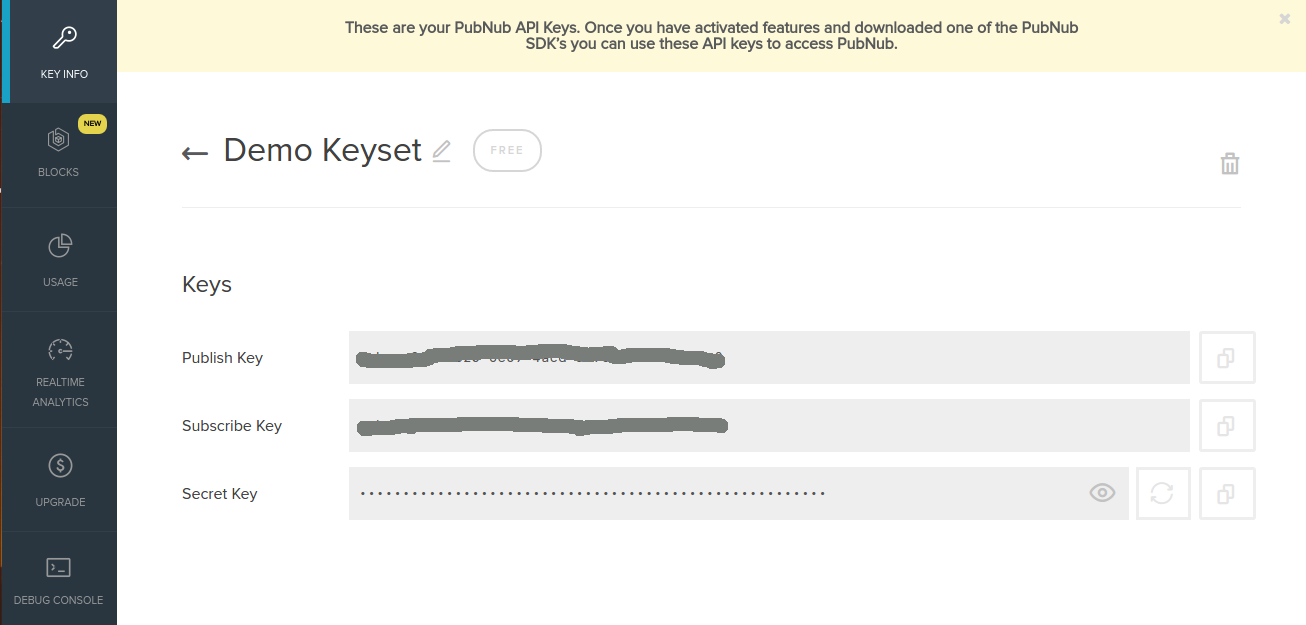 These are your PubNub API Keys. Once you have activated features and downloaded one of the PubNub
SDK's you can use these API keys to access PubNub.
KEY INFO
NEW
BLOCKS
USAGE
REALTIME
ANALYTICS
UPGRADE
DEBUG CONSOLE
Demo Keyset
FREE
Keys
Publish Key
Subscribe Key
Secret Key